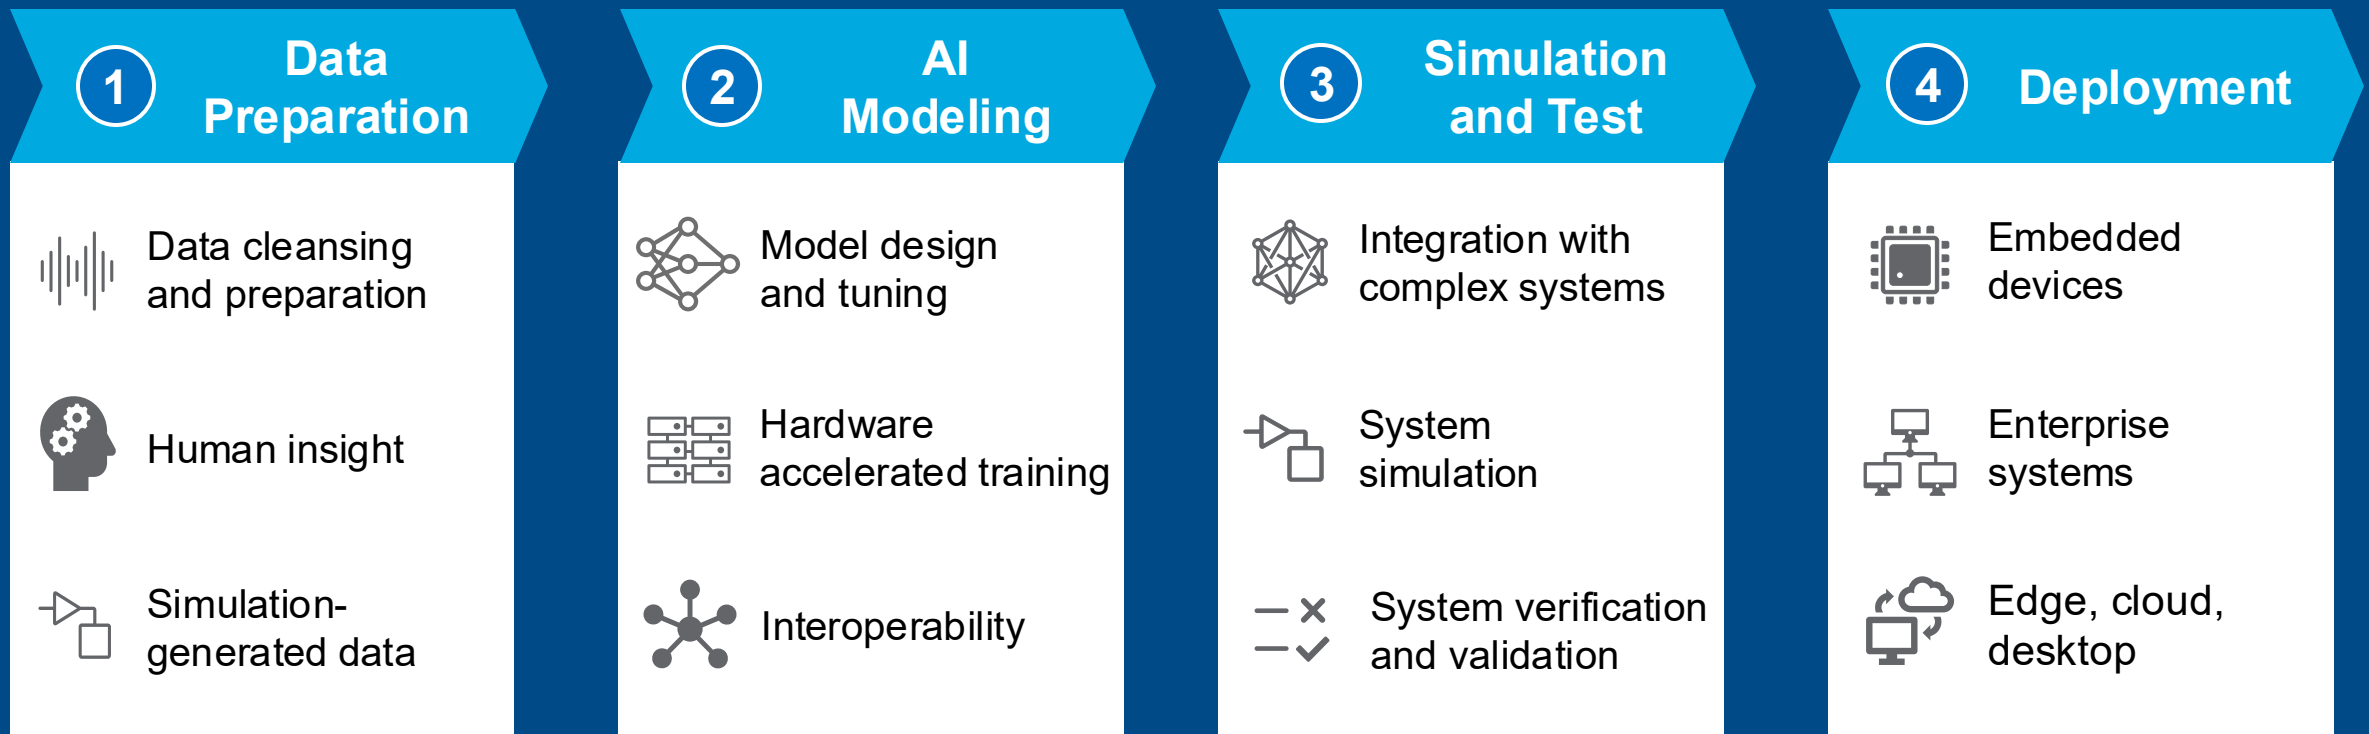 1
Data
Preparation
Data cleansing
and preparation
Human insight
Simulation-
generated data
2
AI
Modeling
Model design
and tuning
Hardware
accelerated training
Interoperability
3
Simulation
and Test
Integration with
complex systems
System
simulation
System verification
and validation
4
Deployment
Embedded
devices
Enterprise
systems
Edge, cloud,
desktop